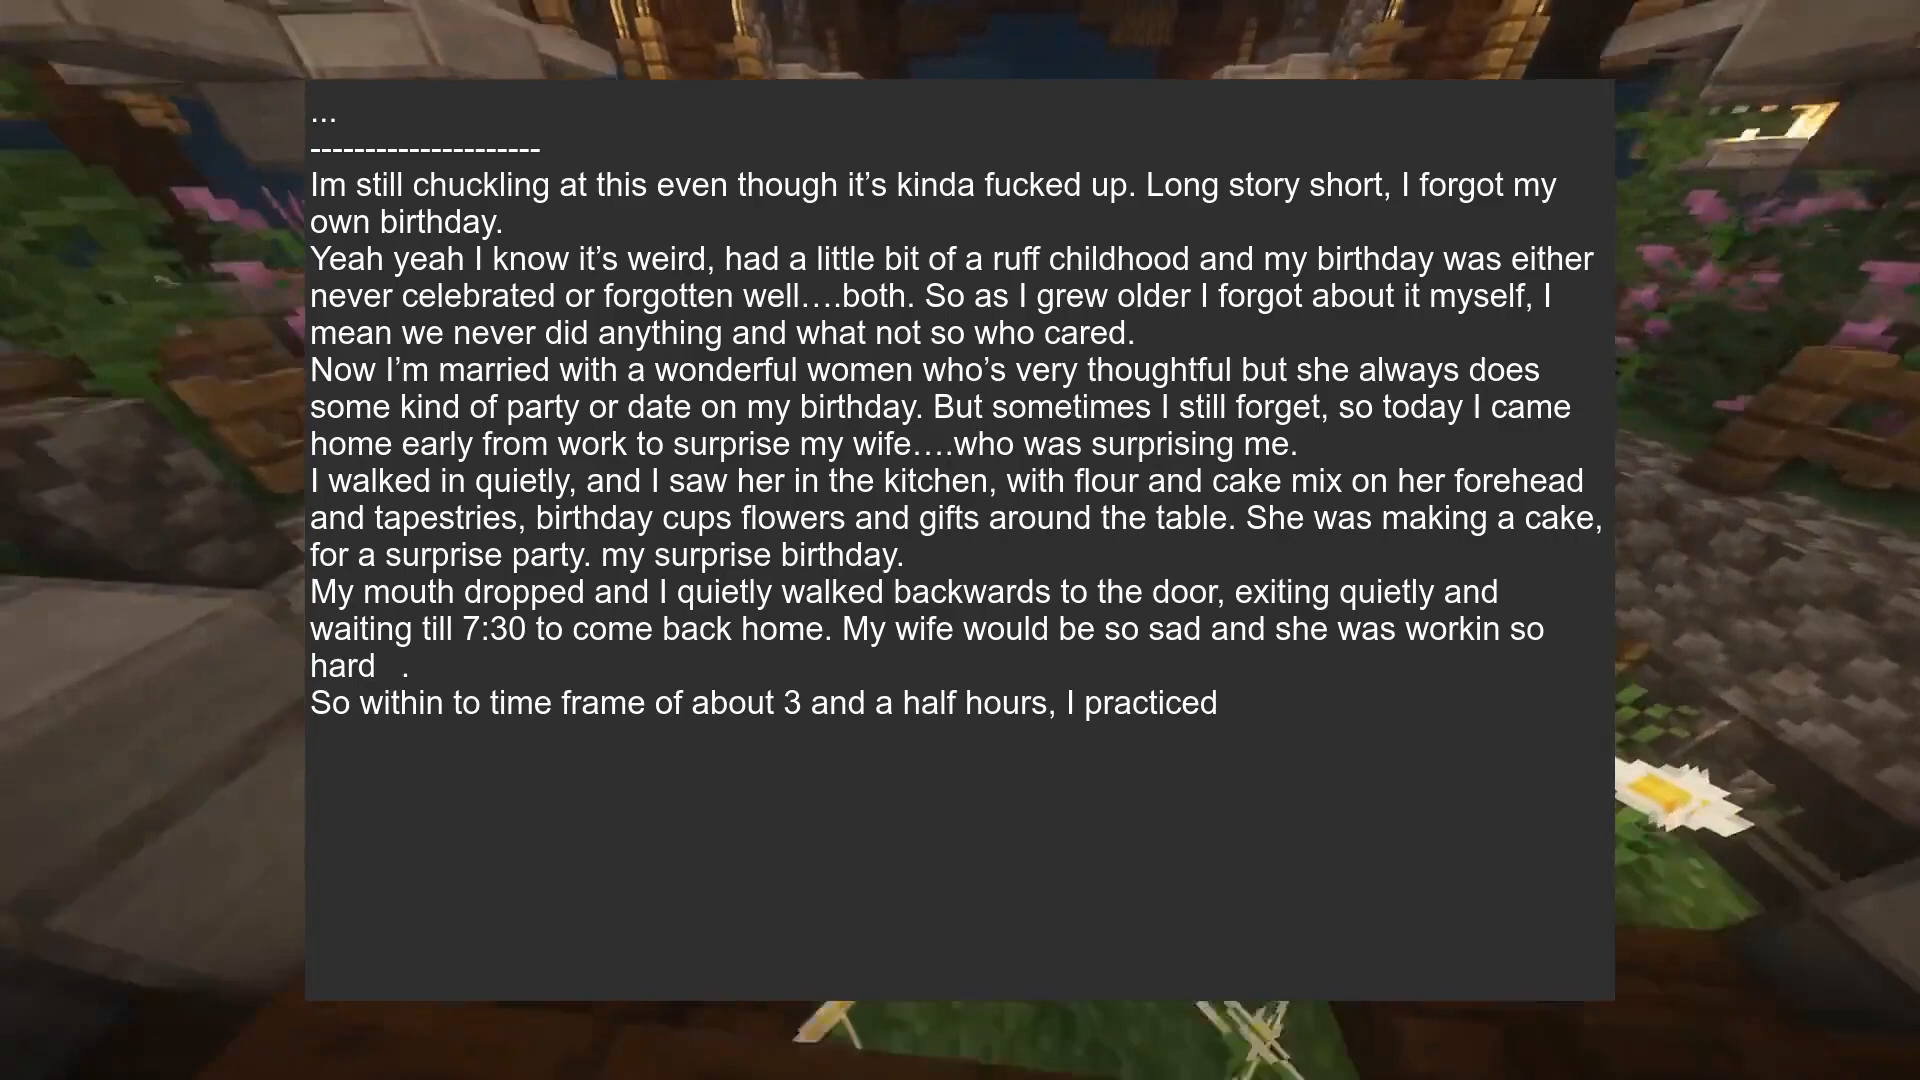 ...
---------------------
Im still chuckling at this even though it’s kinda fucked up. Long story short, I forgot my
own birthday.
Yeah yeah I know it’s weird, had a little bit of a ruff childhood and my birthday was either
never celebrated or forgotten well….both. So as I grew older I forgot about it myself, I
mean we never did anything and what not so who cared.
Now I’m married with a wonderful women who’s very thoughtful but she always does
some kind of party or date on my birthday. But sometimes I still forget, so today I came
home early from work to surprise my wife….who was surprising me.
I walked in quietly, and I saw her in the kitchen, with flour and cake mix on her forehead
and tapestries, birthday cups flowers and gifts around the table. She was making a cake,
for a surprise party. my surprise birthday.
My mouth dropped and I quietly walked backwards to the door, exiting quietly and
waiting till 7:30 to come back home. My wife would be so sad and she was workin so
hard   .
So within to time frame of about 3 and a half hours, I practiced